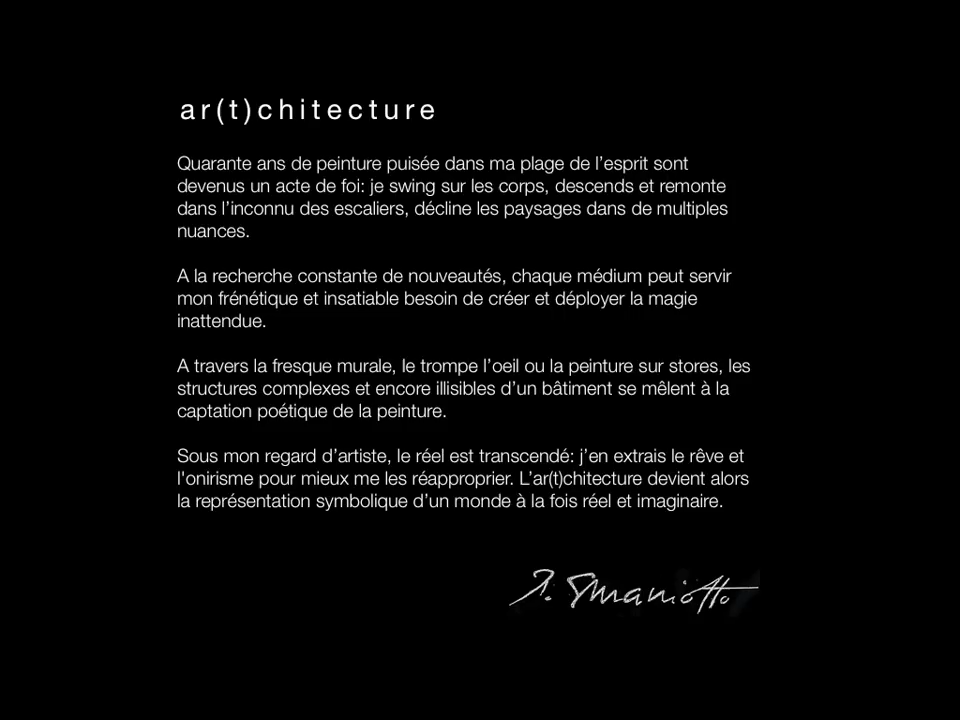 ar(t)chitecture
Quarante ans de peinture puisée dans ma plage de l’esprit sont
devenus un acte de foi: je swing sur les corps, descends et remonte
dans l’inconnu des escaliers, décline les paysages dans de multiples
nuances.
A la recherche constante de nouveautés, chaque médium peut servir
mon frénétique et insatiable besoin de créer et déployer la magie
inattendue.
A travers la fresque murale, le trompe l’oeil ou la peinture sur stores, les
structures complexes et encore illisibles d’un bâtiment se mêlent à la
captation poétique de la peinture.
Sous mon regard d’artiste, le réel est transcendé: j’en extrais le rêve et
l'onirisme pour mieux me les réapproprier. L’ar(t)chitecture devient alors
la représentation symbolique d’un monde à la fois réel et imaginaire.
Smaniotto